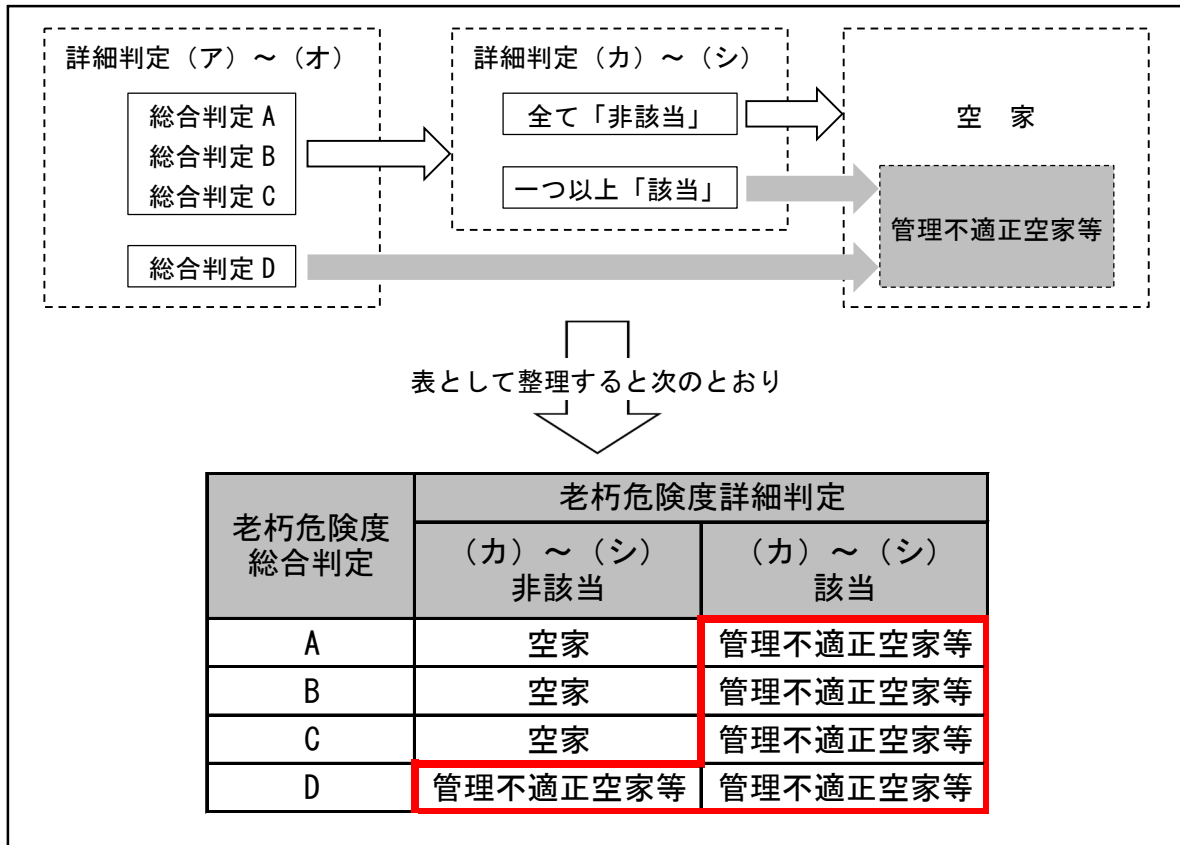 詳細判定(ア)~(オ)
総合判定A
総合判定B
総合判定C
総合判定D
詳細判定(カ)~(シ)
全て「非該当」
一つ以上「該当」
空 家
管理不適正空家等
表として整理すると次のとおり
老朽危険度
総合判定
老朽危険度詳細判定
(カ)~(シ)
非該当
(カ)~(シ)
該当
A 空家 管理不適正空家等
B 空家 管理不適正空家等
C 空家 管理不適正空家等
D 管理不適正空家等 管理不適正空家等